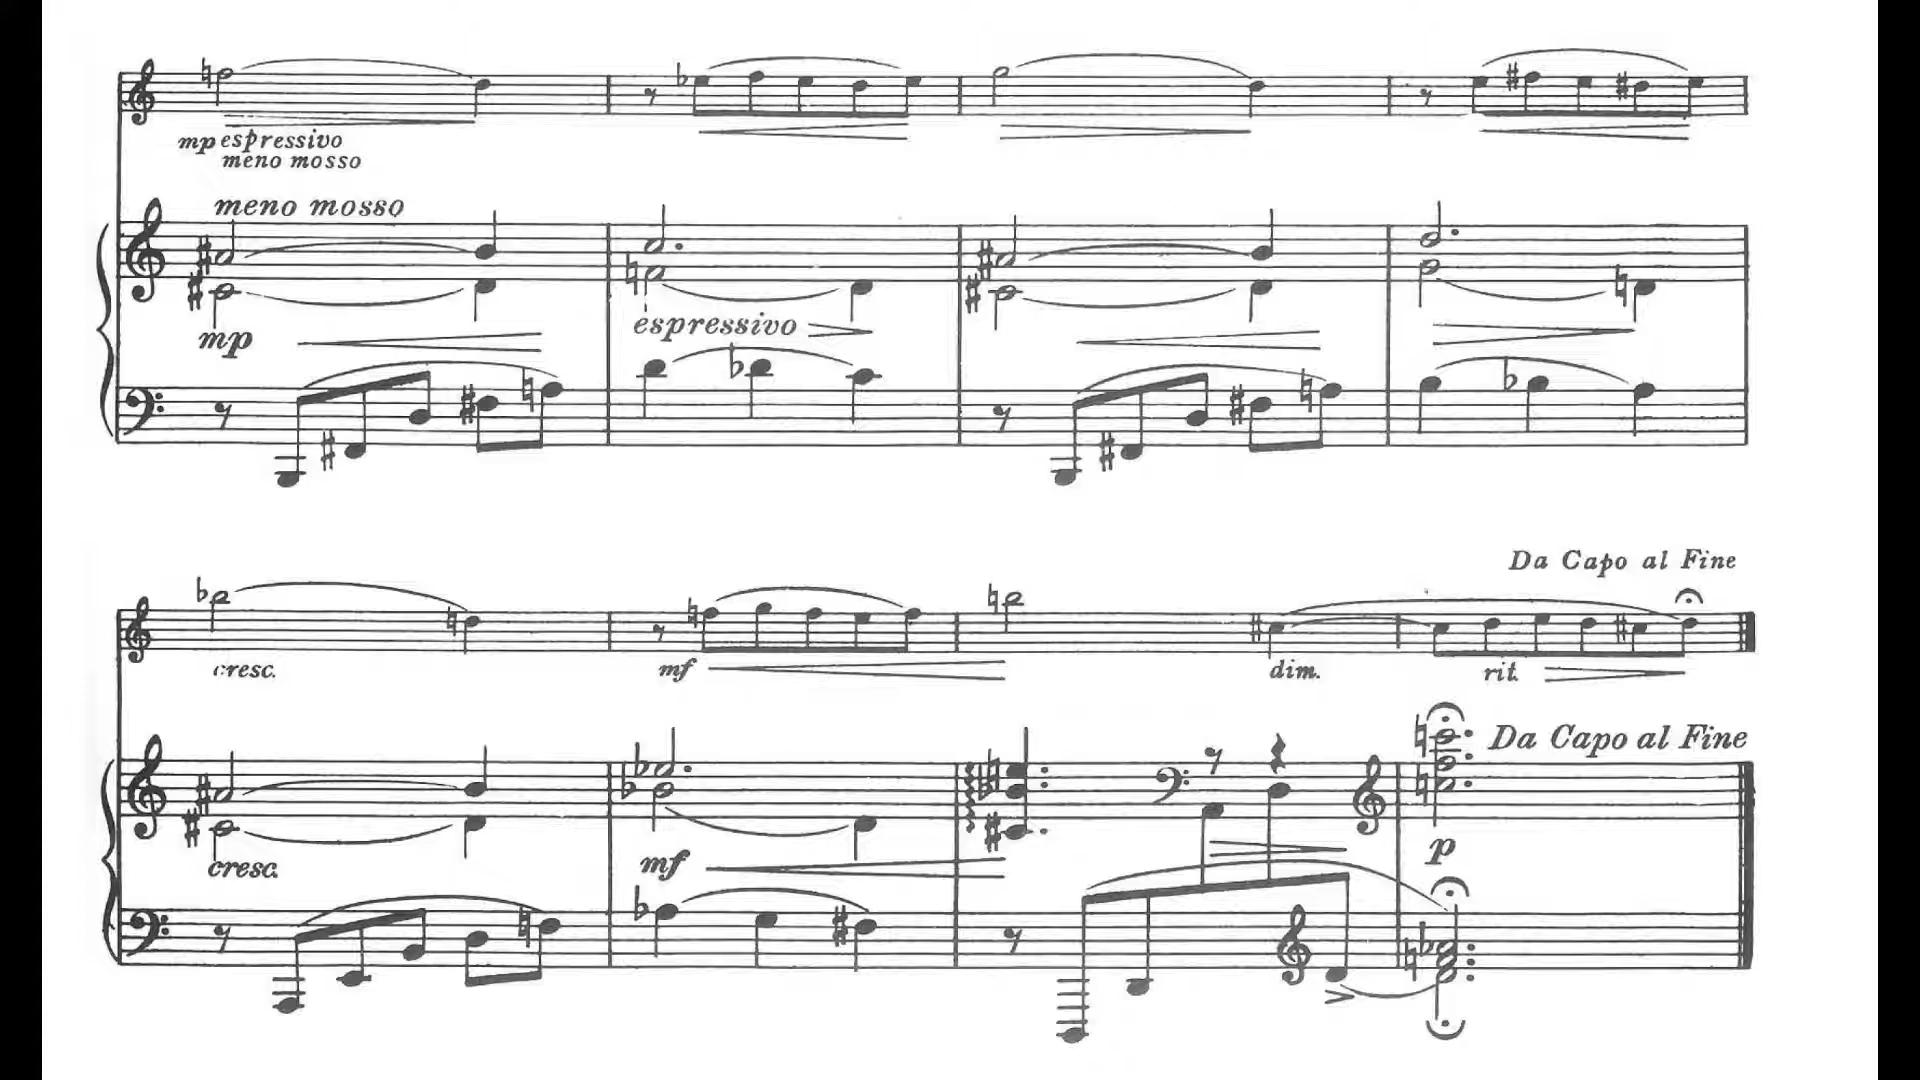 mp espressivo
meno mosso
meno mosso
mp
espressivo
Da Capo al Fine
cresc.
mf
dim.
rit.
Da Capo al Fine
cresc.
mf
p